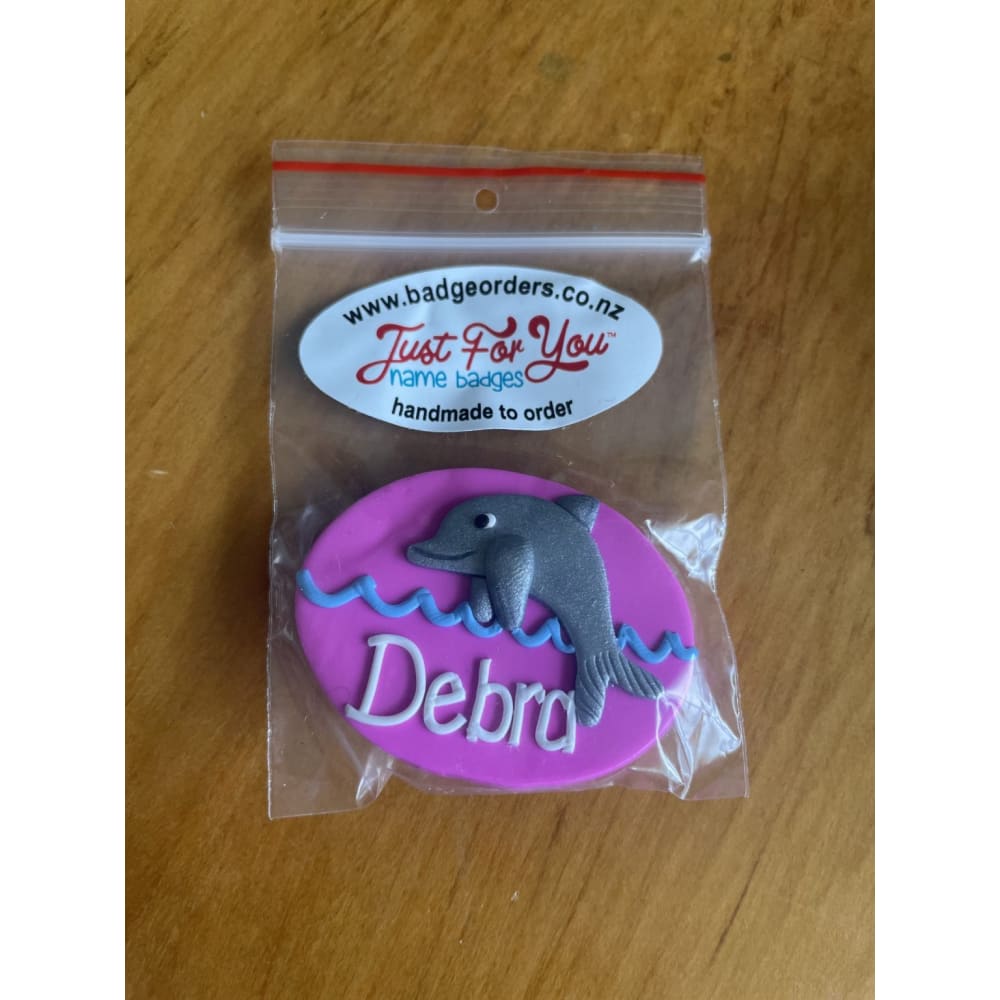 www.badgeorders.co.nz
Just For You™
name badges
handmade to order
Debra